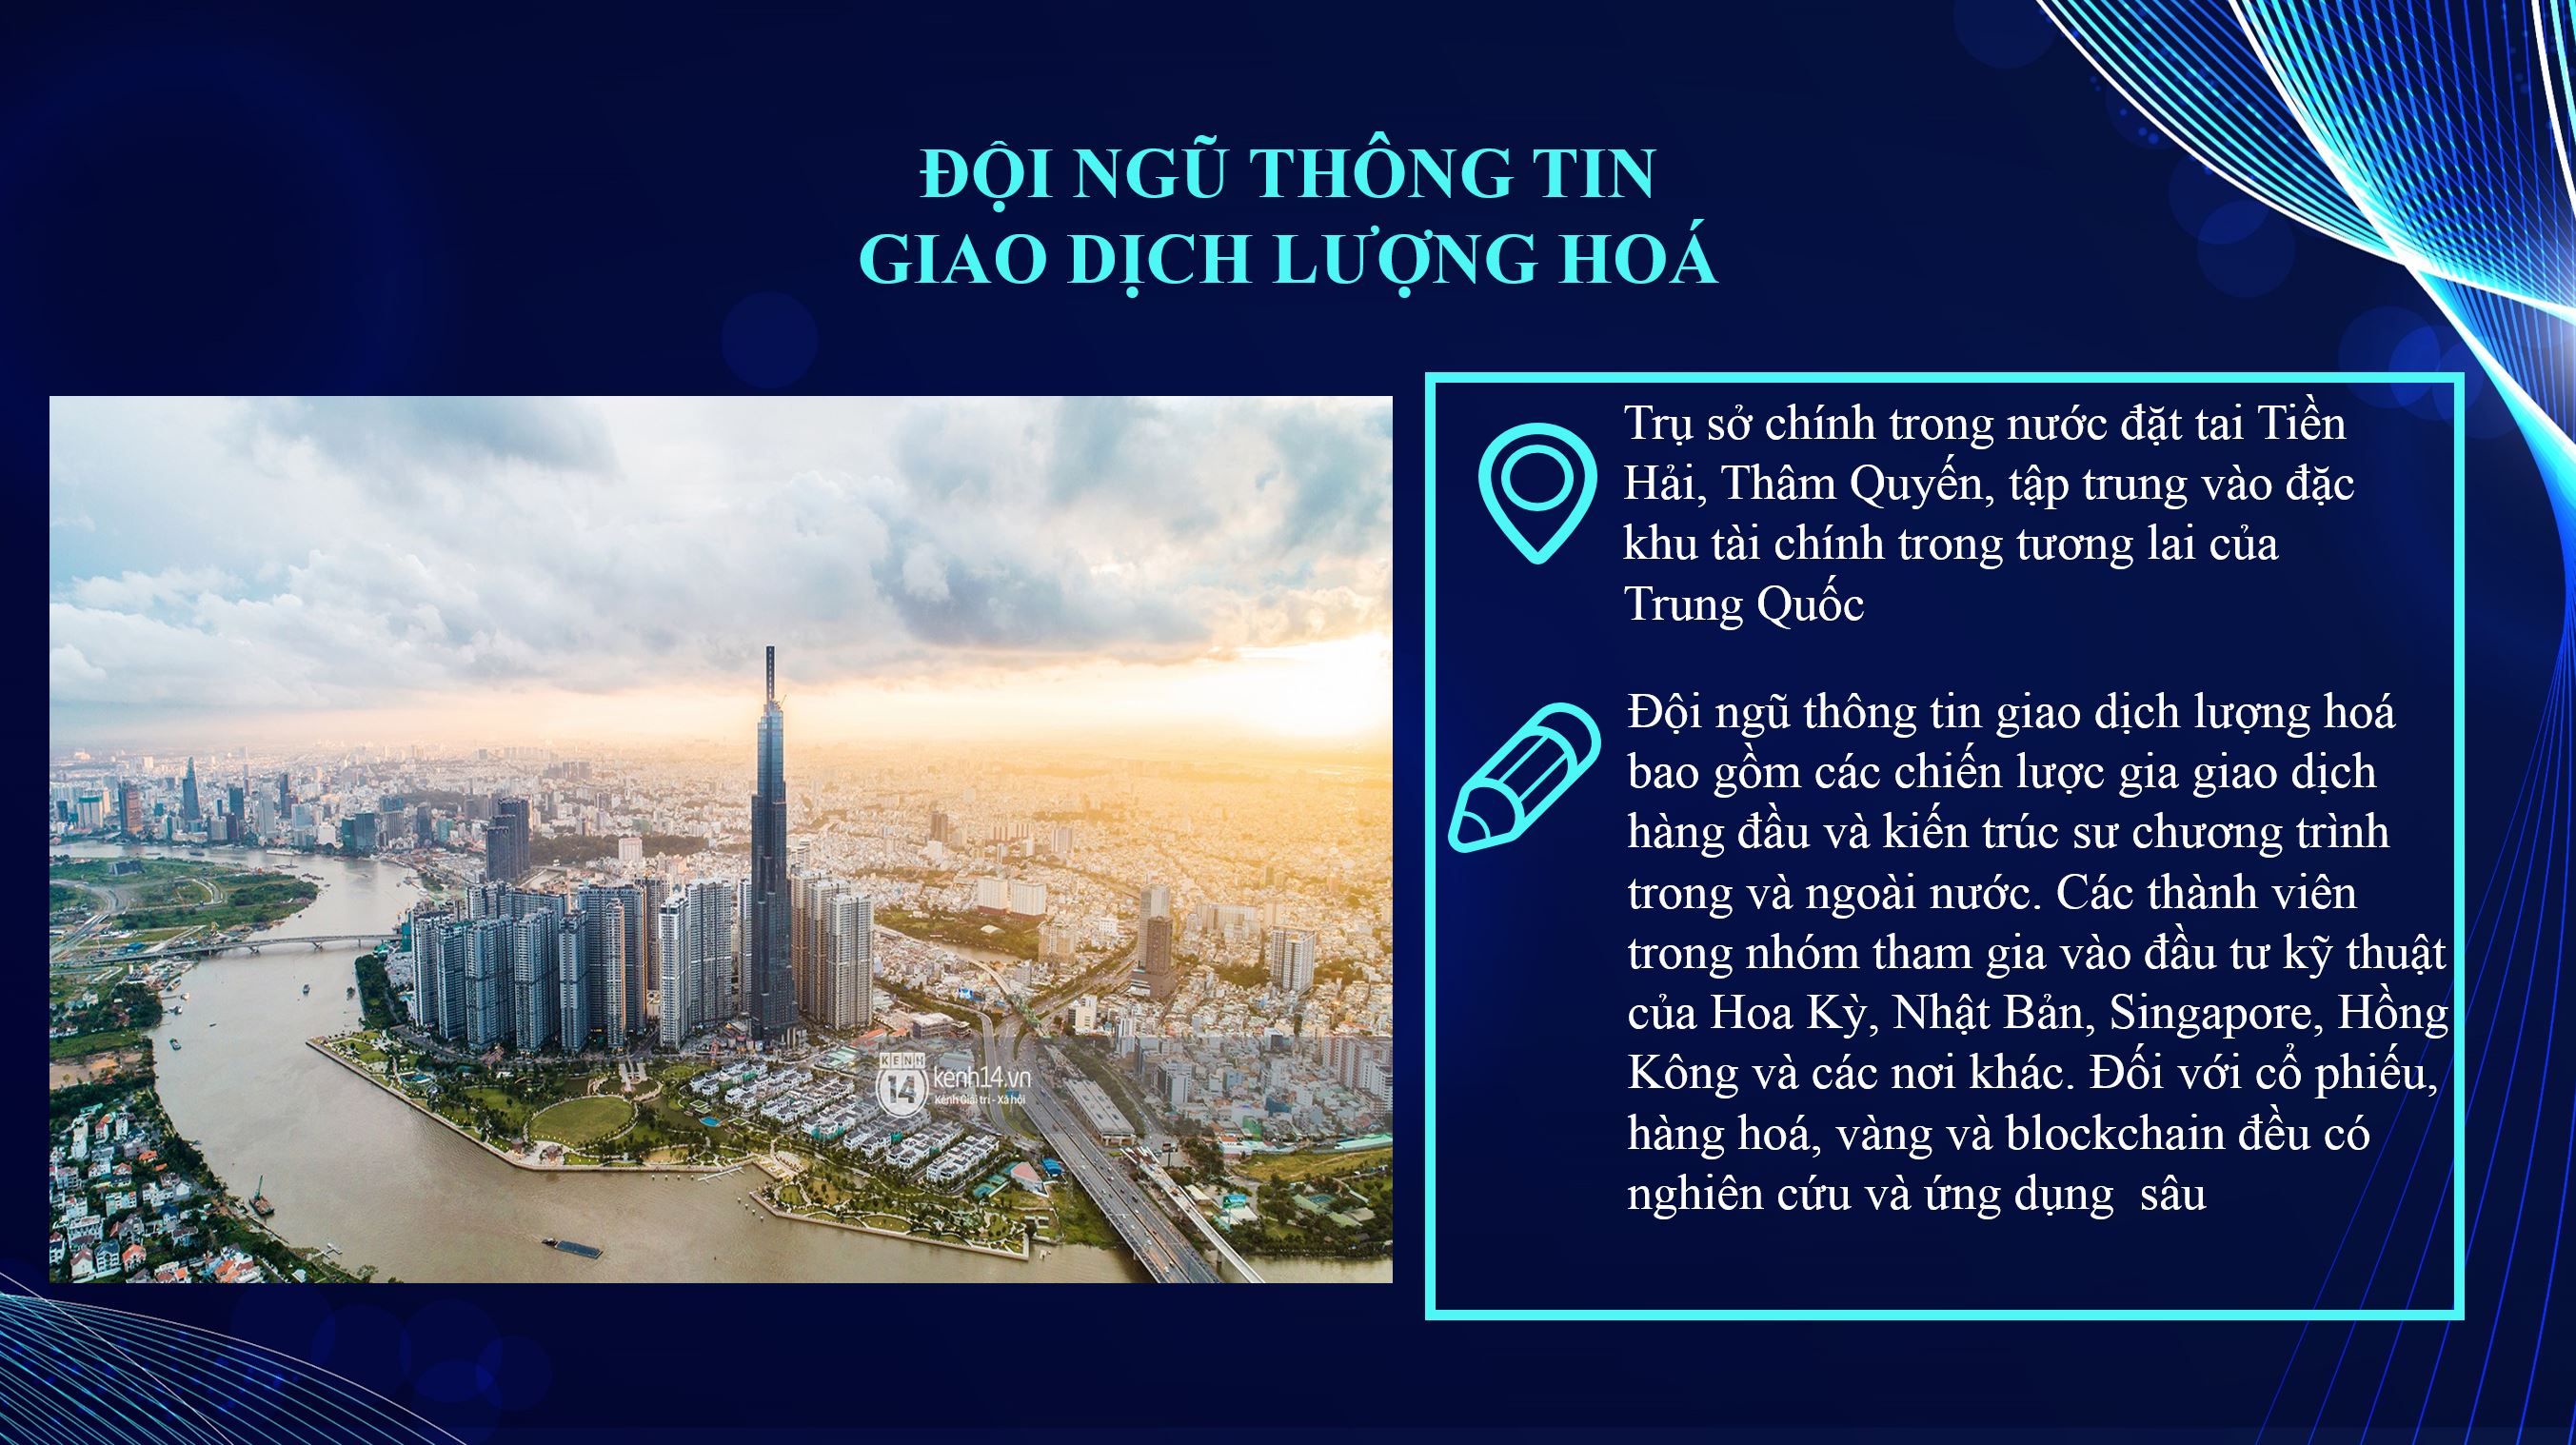 ĐỘI NGŨ THÔNG TIN
GIAO DỊCH LƯỢNG HOÁ
Trụ sở chính trong nước đặt tai Tiền
Hải, Thâm Quyến, tập trung vào đặc
khu tài chính trong tương lai của
Trung Quốc
Đội ngũ thông tin giao dịch lượng hoá
bao gồm các chiến lược gia giao dịch
hàng đầu và kiến trúc sư chương trình
trong và ngoài nước. Các thành viên
trong nhóm tham gia vào đầu tư kỹ thuật
của Hoa Kỳ, Nhật Bản, Singapore, Hồng
Kông và các nơi khác. Đối với cổ phiếu,
hàng hoá, vàng và blockchain đều có
nghiên cứu và ứng dụng  sâu
KENH
14
kenh14.vn
Kênh Giải trí - Xã hội